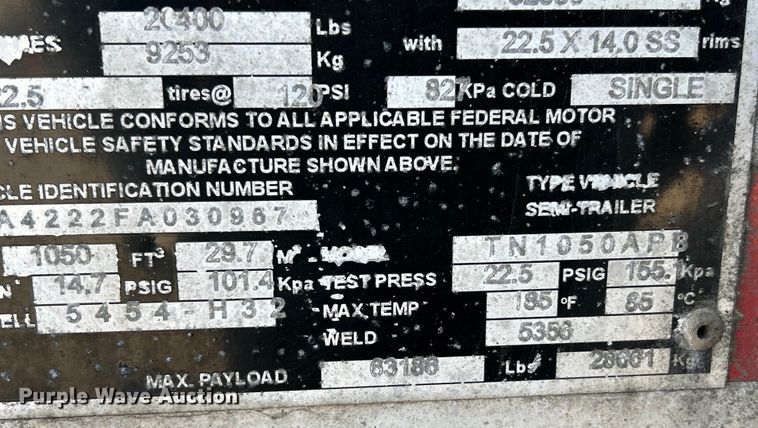 20400 Lbs
9253 Kg with 22.5 X 14.0 SS rims
22.5 tires@ 120 PSI 827 KPa COLD SINGLE
VEHICLE CONFORMS TO ALL APPLICABLE FEDERAL MOTOR
VEHICLE SAFETY STANDARDS IN EFFECT ON THE DATE OF
MANUFACTURE SHOWN ABOVE.
IDENTIFICATION NUMBER TYPE VEHICLE
A4222FA030967 SEMI-TRAILER
1050 FT³ 29.7 M³ MODEL TN1050APB
14.7 PSIG 101.4 Kpa TEST PRESS 22.5 PSIG 155. Kpa
5454-H32 MAX. TEMP 185 °F 85 °C
WELD 5356
MAX. PAYLOAD 63186 Lbs 28661 Kg
Purple Wave Auction